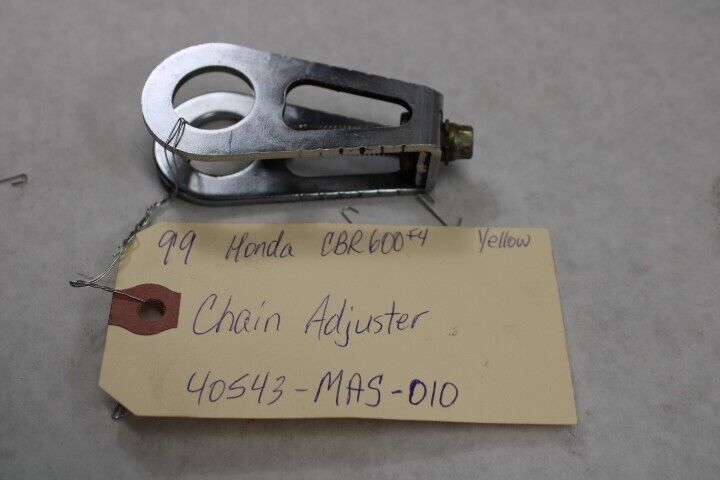 99 Honda CBR600F4 Yellow
Chain Adjuster
40543-MAS-010